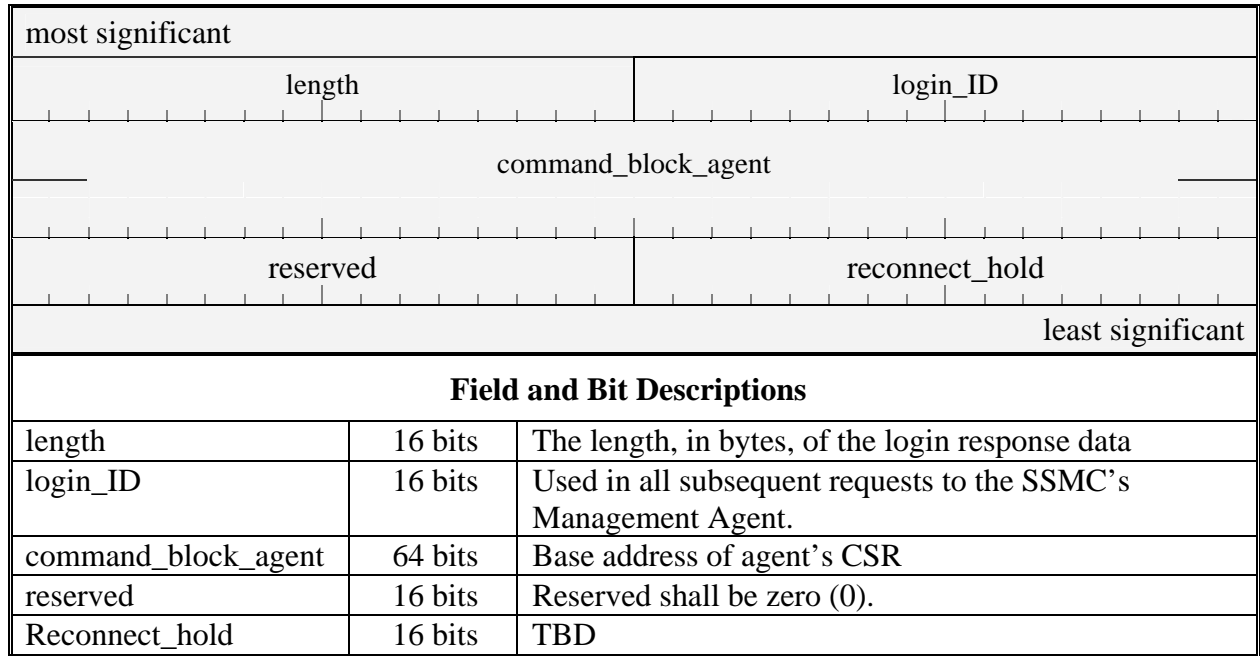 most significant
length login_ID
command_block_agent
reserved reconnect_hold
least significant
Field and Bit Descriptions
length 16 bits The length, in bytes, of the login response data
login_ID 16 bits Used in all subsequent requests to the SSMC’s
Management Agent.
command_block_agent 64 bits Base address of agent’s CSR
reserved 16 bits Reserved shall be zero (0).
Reconnect_hold 16 bits TBD